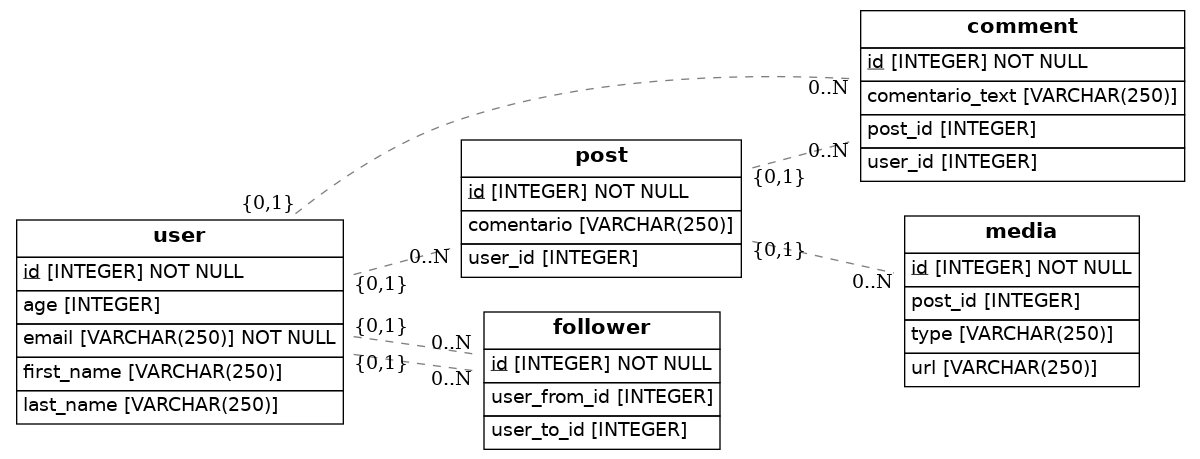 comment
id [INTEGER] NOT NULL
comentario_text [VARCHAR(250)]
post_id [INTEGER]
user_id [INTEGER]
0..N
0..N
post
id [INTEGER] NOT NULL
comentario [VARCHAR(250)]
user_id [INTEGER]
{0,1}
{0,1}
0..N
media
id [INTEGER] NOT NULL
post_id [INTEGER]
type [VARCHAR(250)]
url [VARCHAR(250)]
0..N
{0,1}
user
id [INTEGER] NOT NULL
age [INTEGER]
email [VARCHAR(250)] NOT NULL
first_name [VARCHAR(250)]
last_name [VARCHAR(250)]
{0,1}
{0,1}
{0,1}
0..N
0..N
follower
id [INTEGER] NOT NULL
user_from_id [INTEGER]
user_to_id [INTEGER]